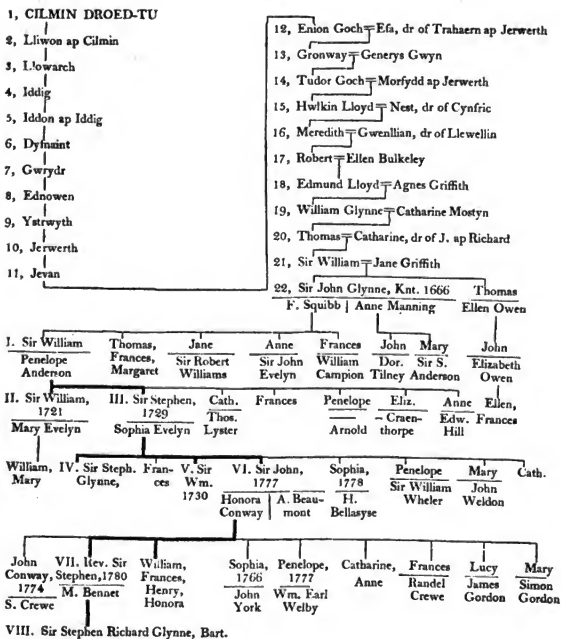 1, CILMIN DROED-TU
2, Lliwon ap Cilmin
3, Llowarch
4, Iddig
5, Iddon ap Iddig
6, Dyfnaint
7, Gwrydr
8, Ednowen
9, Ystrwyth
10, Jerwerth
11, Jevan
12, Enion Goch Efa, dr of Trahaern ap Jerwerth
13, Gronway Generys Gwyn
14, Tudor Goch Morfydd ap Jerwerth
15, Hwlkin Lloyd Nest, dr of Cynfric
16, Meredith Gwenllian, dr of Llewellin
17, Robert Ellen Bulkeley
18, Edmund Lloyd Agnes Griffith
19, William Glynne Catharine Mostyn
20, Thomas Catharine, dr of J. ap Richard
21, Sir William Jane Griffith
22, Sir John Glynne, Knt. 1666 Thomas
F. Squibb Anne Manning Ellen Owen
I. Sir William Thomas, Jane Anne Frances John Mary John
Penelope Frances, Sir Robert Sir John William Dor. Sir S. Elizabeth
Anderson Margaret Williams Evelyn Campion Tilney Anderson Owen
II. Sir William, III. Sir Stephen, Cath. Frances Penelope Eliz. Anne Ellen,
1721 1729 Thos. — - Craen- Edw. Frances
Mary Evelyn Sophia Evelyn Lyster Arnold thorpe Hill
William, IV. Sir Steph. Fran- V. Sir VI. Sir John, Sophia, Penelope Mary Cath.
Mary Glynne, ces Wm. 1777 1778 Sir William John
1730 Honora A. Beau- H. Wheler Weldon
Conway mont Bellasyse
John VII. Rev. Sir William, Sophia, Penelope, Catharine, Frances Lucy Mary
Conway, Stephen, 1780 Frances, 1766 1777 Anne Randel James Simon
1774 M. Bennet Henry, John Wm. Earl Crewe Gordon Gordon
S. Crewe Honora York Welby
VIII. Sir Stephen Richard Glynne, Bart.